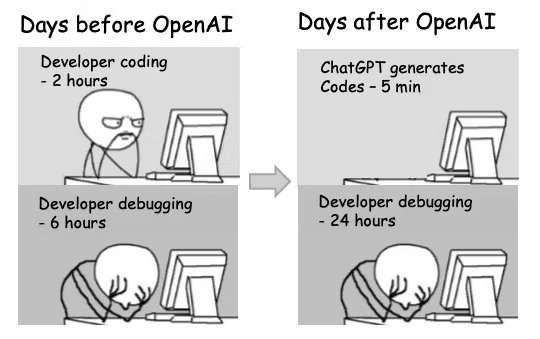 Days before OpenAI
Developer coding
- 2 hours
Developer debugging
- 6 hours
Days after OpenAI
ChatGPT generates
Codes – 5 min
Developer debugging
- 24 hours